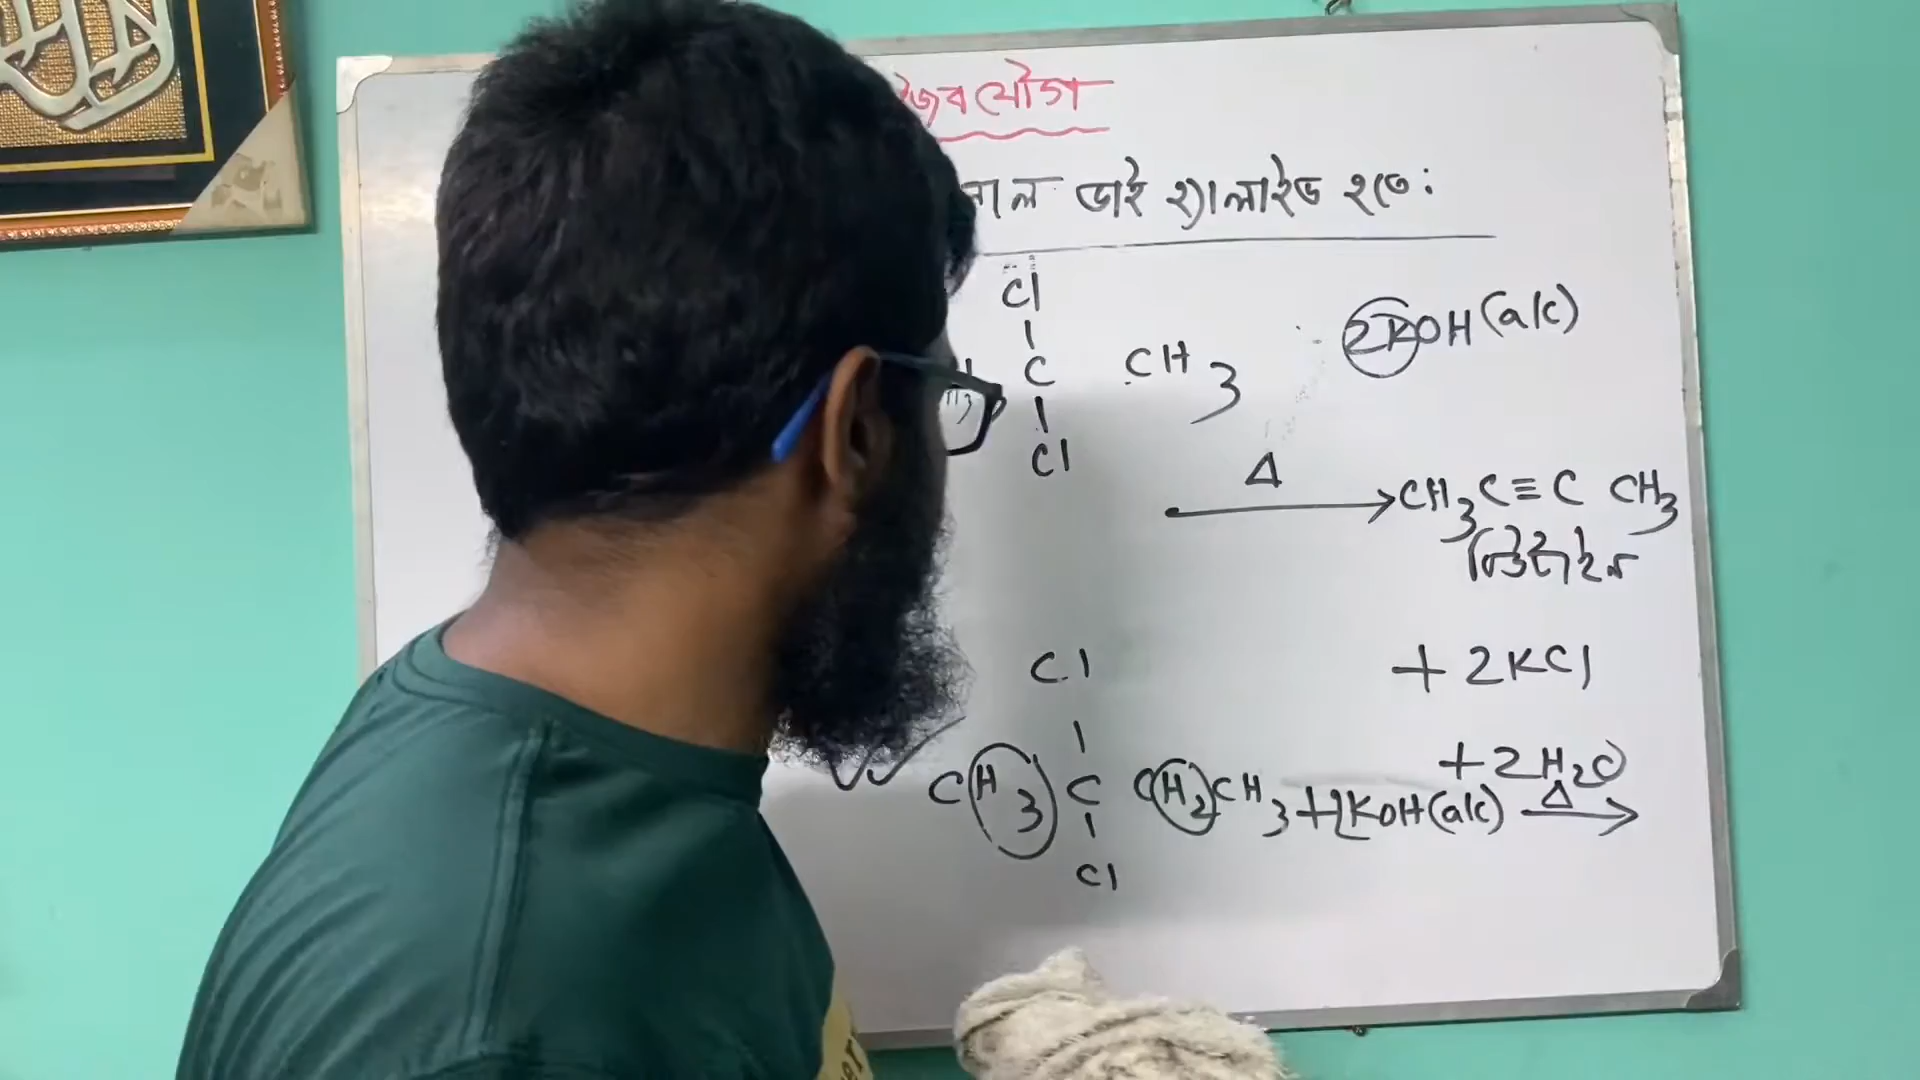 জৈব যৌগ
ডাই হ্যালাইড হতে:
Cl
C CH3
Cl
2KOH (alc)
Δ
CH3C≡C CH3
বিউটাইন
+ 2KCl
+ 2H2O
Cl
CH3 C CH2CH3 + 2KOH (alc) Δ
Cl